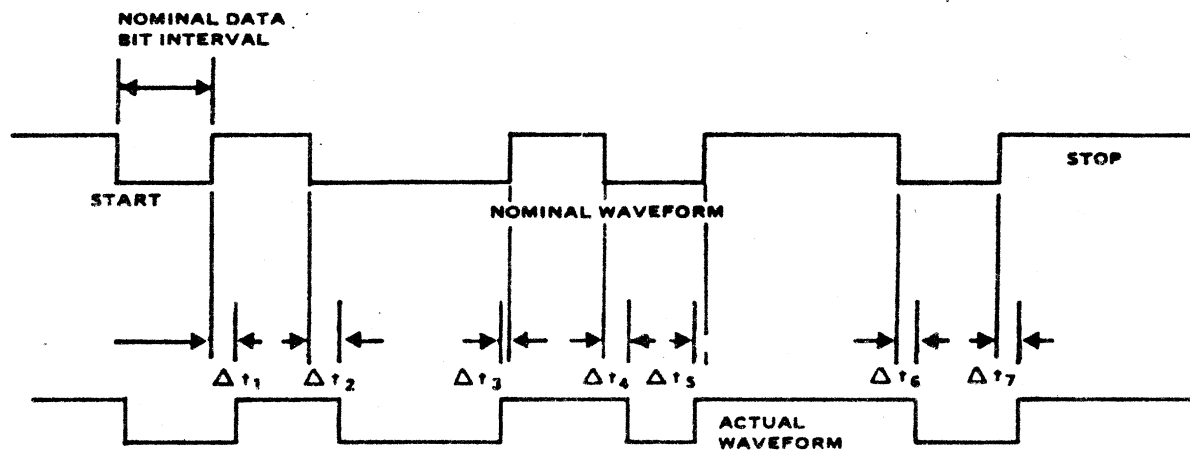 NOMINAL DATA
BIT INTERVAL
START
STOP
NOMINAL WAVEFORM
Δt1 Δt2 Δt3 Δt4 Δt5 Δt6 Δt7
ACTUAL
WAVEFORM